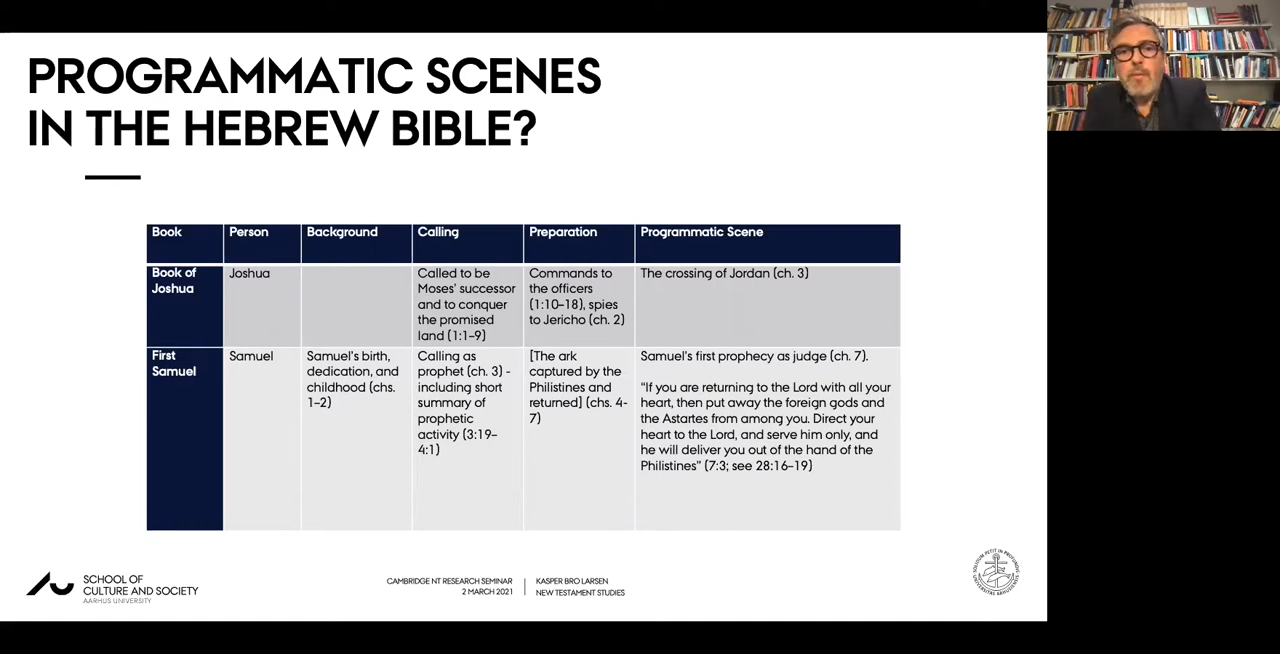 PROGRAMMATIC SCENES
IN THE HEBREW BIBLE?
Book
Person
Background
Calling
Preparation
Programmatic Scene
Book of
Joshua
Joshua
Called to be
Moses' successor
and to conquer
the promised
land (1:1–9)
Commands to
the officers
(1:10–18), spies
to Jericho (ch. 2)
The crossing of Jordan (ch. 3)
First
Samuel
Samuel
Samuel's birth,
dedication, and
childhood (chs.
1–2)
Calling as
prophet (ch. 3) -
including short
summary of
prophetic
activity (3:19–
4:1)
[The ark
captured by the
Philistines and
returned] (chs. 4-
7)
Samuel's first prophecy as judge (ch. 7).
"If you are returning to the Lord with all your
heart, then put away the foreign gods and
the Astartes from among you. Direct your
heart to the Lord, and serve him only, and
he will deliver you out of the hand of the
Philistines" (7:3; see 28:16–19)
SCHOOL OF
CULTURE AND SOCIETY
AARHUS UNIVERSITY
CAMBRIDGE NT RESEARCH SEMINAR
2 MARCH 2021
KASPER BRO LARSEN
NEW TESTAMENT STUDIES